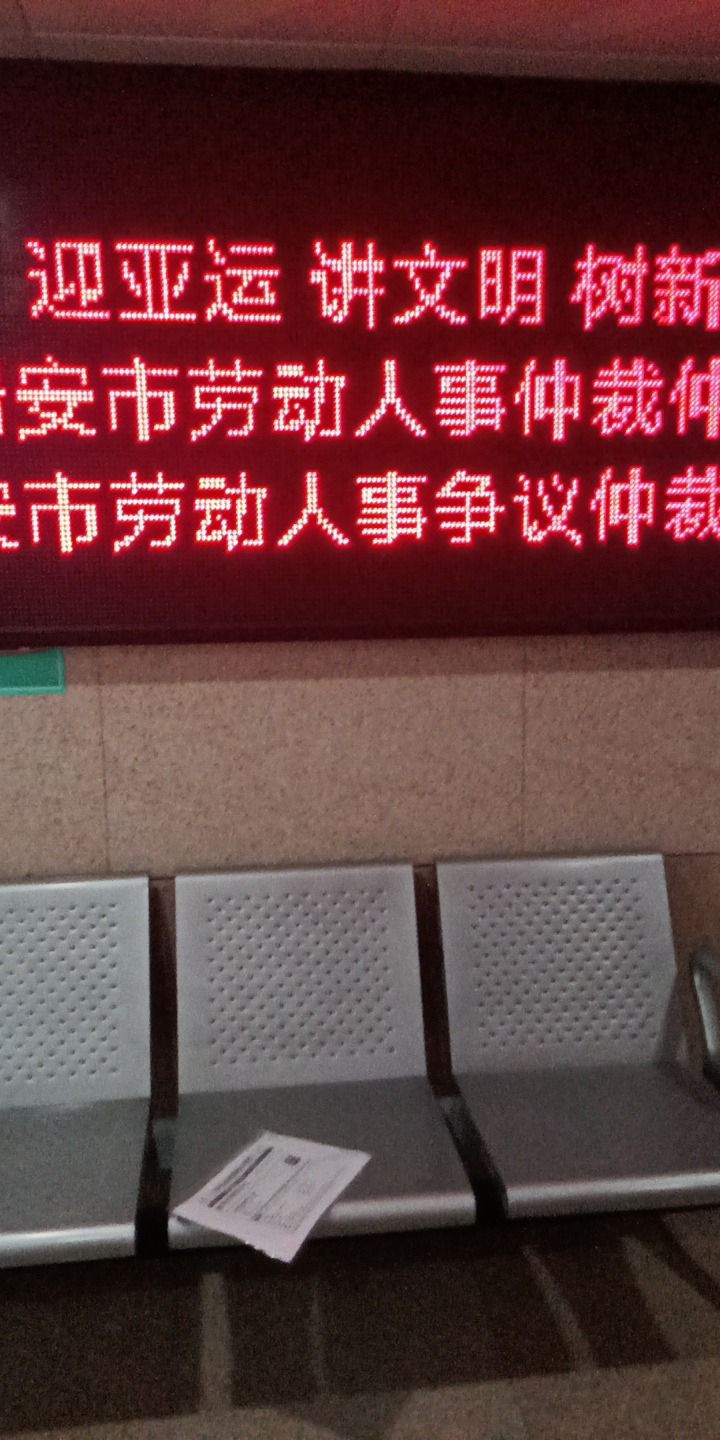 迎亚运 讲文明 树新
安市劳动人事仲裁仲
市劳动人事争议仲裁